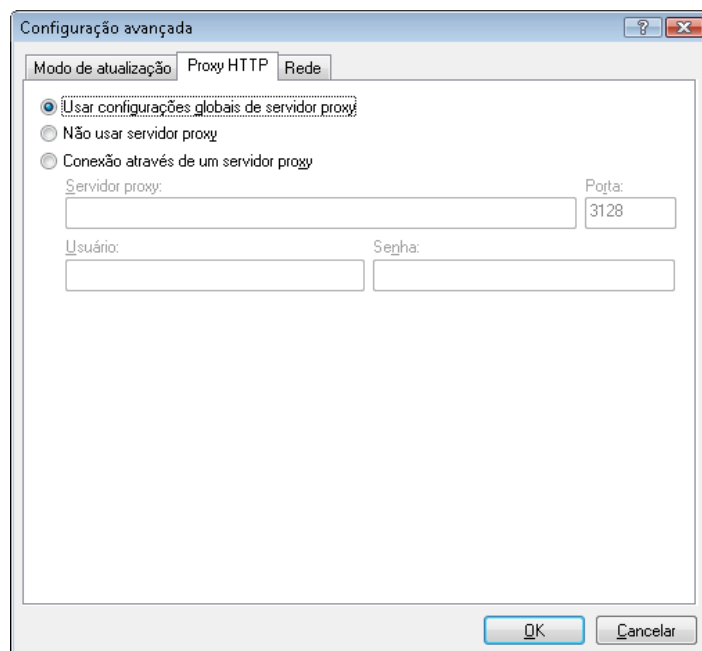 Configuração avançada
Modo de atualização Proxy HTTP Rede
Usar configurações globais de servidor proxy
Não usar servidor proxy
Conexão através de um servidor proxy
Servidor proxy: Porta:
3128
Usuário: Senha:
OK Cancelar